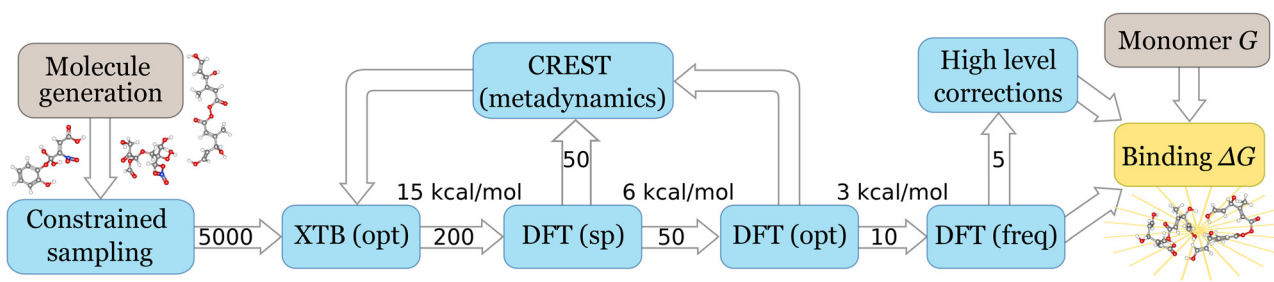 Molecule
generation
Constrained
sampling
5000
XTB (opt)
15 kcal/mol
200
CREST
(metadynamics)
50
DFT (sp)
6 kcal/mol
50
DFT (opt)
3 kcal/mol
10
DFT (freq)
5
High level
corrections
Monomer G
Binding ΔG